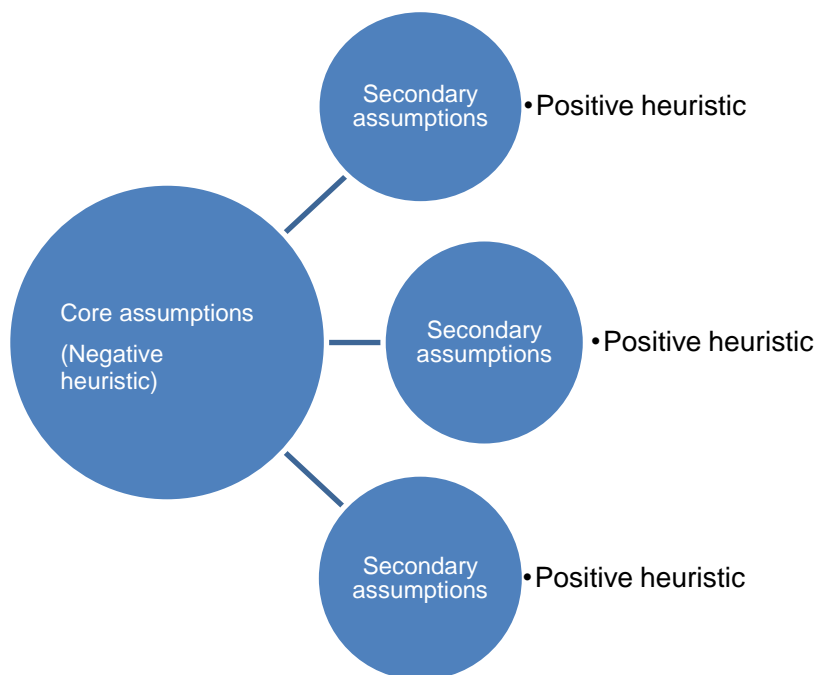 Secondary
assumptions
•Positive heuristic
Core assumptions
(Negative
heuristic)
Secondary
assumptions
•Positive heuristic
Secondary
assumptions
•Positive heuristic